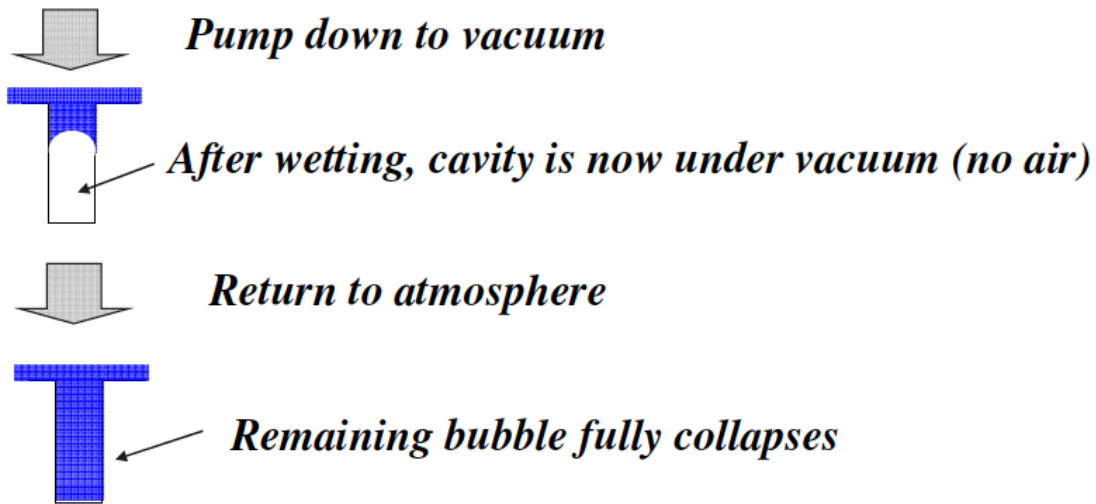 Pump down to vacuum
After wetting, cavity is now under vacuum (no air)
Return to atmosphere
Remaining bubble fully collapses